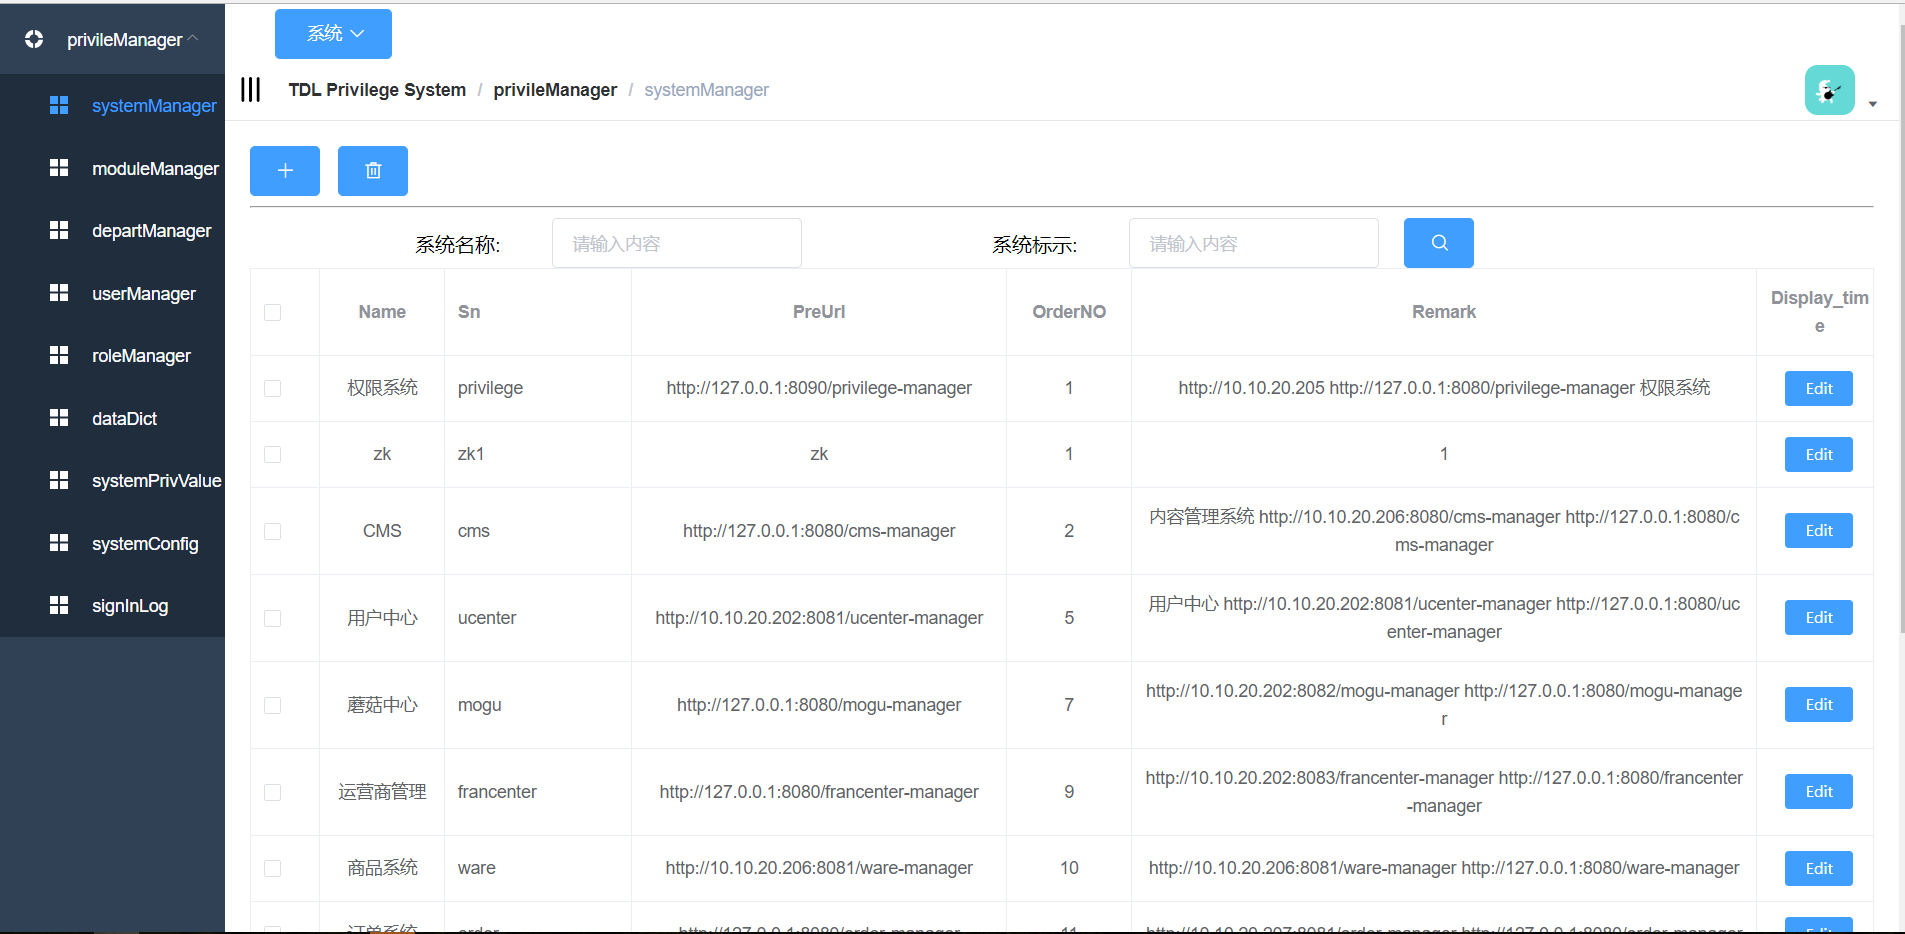 privileManager
系统
TDL Privilege System / privileManager / systemManager
systemManager
moduleManager
departManager
userManager
roleManager
dataDict
systemPrivValue
systemConfig
signInLog
系统名称: 请输入内容 系统标示: 请输入内容
Name Sn PreUrl OrderNO Remark Display_tim
e
权限系统 privilege http://127.0.0.1:8090/privilege-manager 1 http://10.10.20.205 http://127.0.0.1:8080/privilege-manager 权限系统 Edit
zk zk1 zk 1 1 Edit
CMS cms http://127.0.0.1:8080/cms-manager 2 内容管理系统 http://10.10.20.206:8080/cms-manager http://127.0.0.1:8080/c
ms-manager Edit
用户中心 ucenter http://10.10.20.202:8081/ucenter-manager 5 用户中心 http://10.10.20.202:8081/ucenter-manager http://127.0.0.1:8080/uc
enter-manager Edit
蘑菇中心 mogu http://127.0.0.1:8080/mogu-manager 7 http://10.10.20.202:8082/mogu-manager http://127.0.0.1:8080/mogu-manage
r Edit
运营商管理 francenter http://127.0.0.1:8080/francenter-manager 9 http://10.10.20.202:8083/francenter-manager http://127.0.0.1:8080/francenter
-manager Edit
商品系统 ware http://10.10.20.206:8081/ware-manager 10 http://10.10.20.206:8081/ware-manager http://127.0.0.1:8080/ware-manager Edit